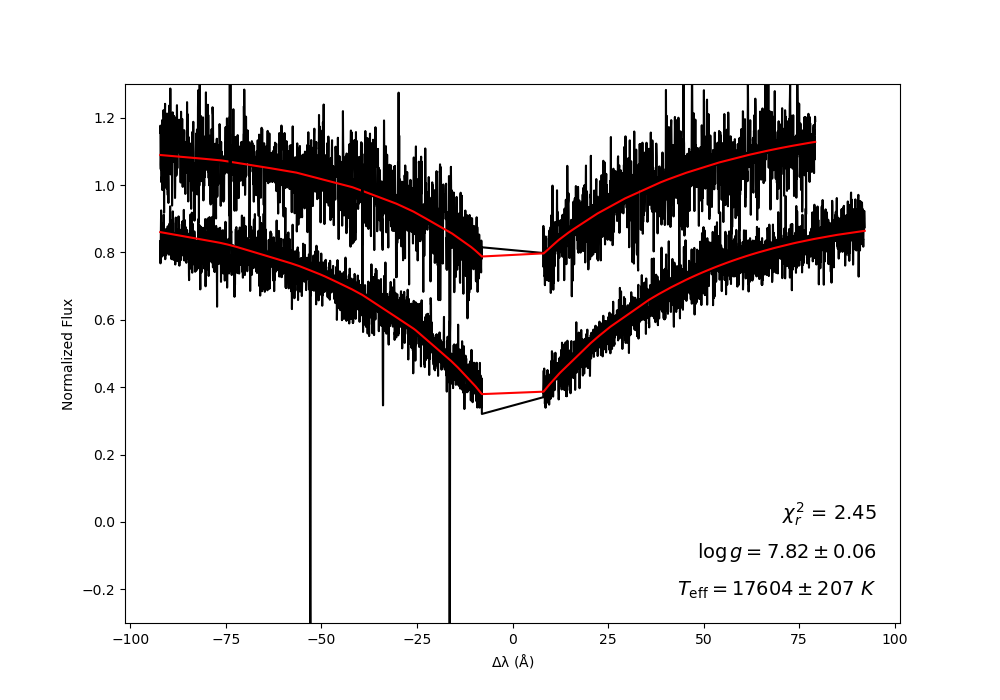 1.2
1.0
0.8
0.6
0.4
0.2
0.0
−0.2
Normalized Flux
χ²ᵣ = 2.45
log g = 7.82 ± 0.06
T_eff = 17604 ± 207 K
−100 −75 −50 −25 0 25 50 75 100
Δλ (Å)